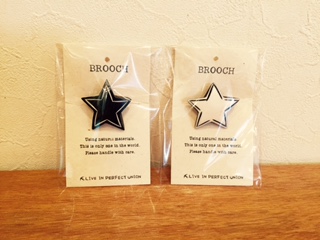 BROOCH
Using natural materials.
This is only one in the world.
Please handle with care.
LIVE IN PERFECT UNION
BROOCH
Using natural materials.
This is only one in the world.
Please handle with care.
LIVE IN PERFECT UNION